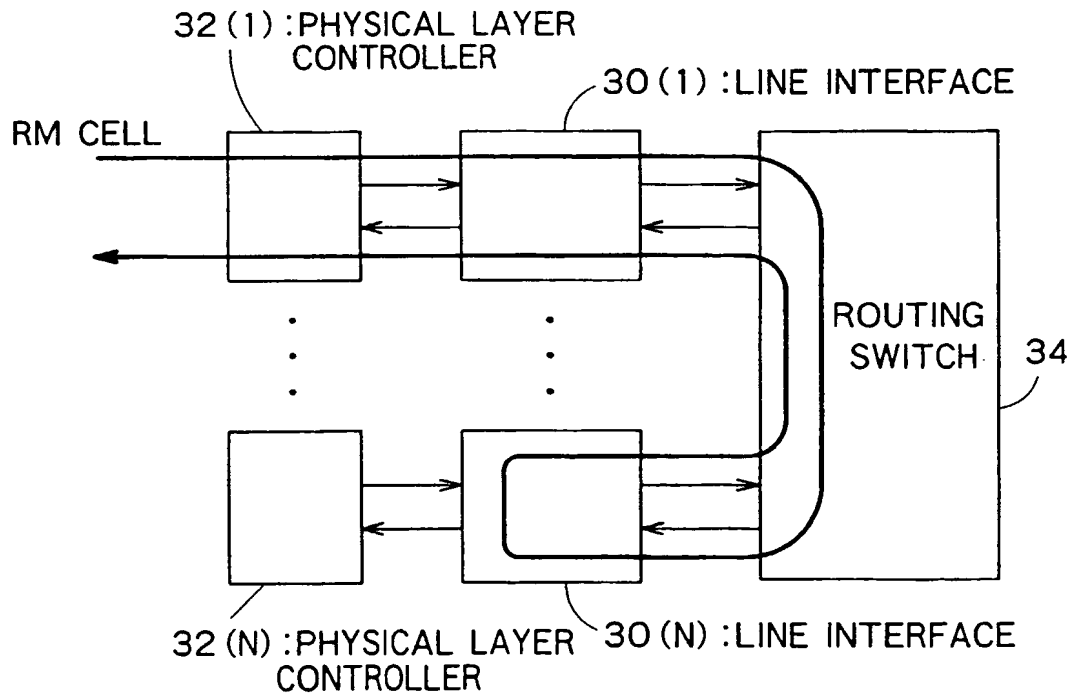 32(1) :PHYSICAL LAYER
CONTROLLER
30(1) :LINE INTERFACE
RM CELL
ROUTING
SWITCH
34
32(N) :PHYSICAL LAYER
CONTROLLER
30(N) :LINE INTERFACE